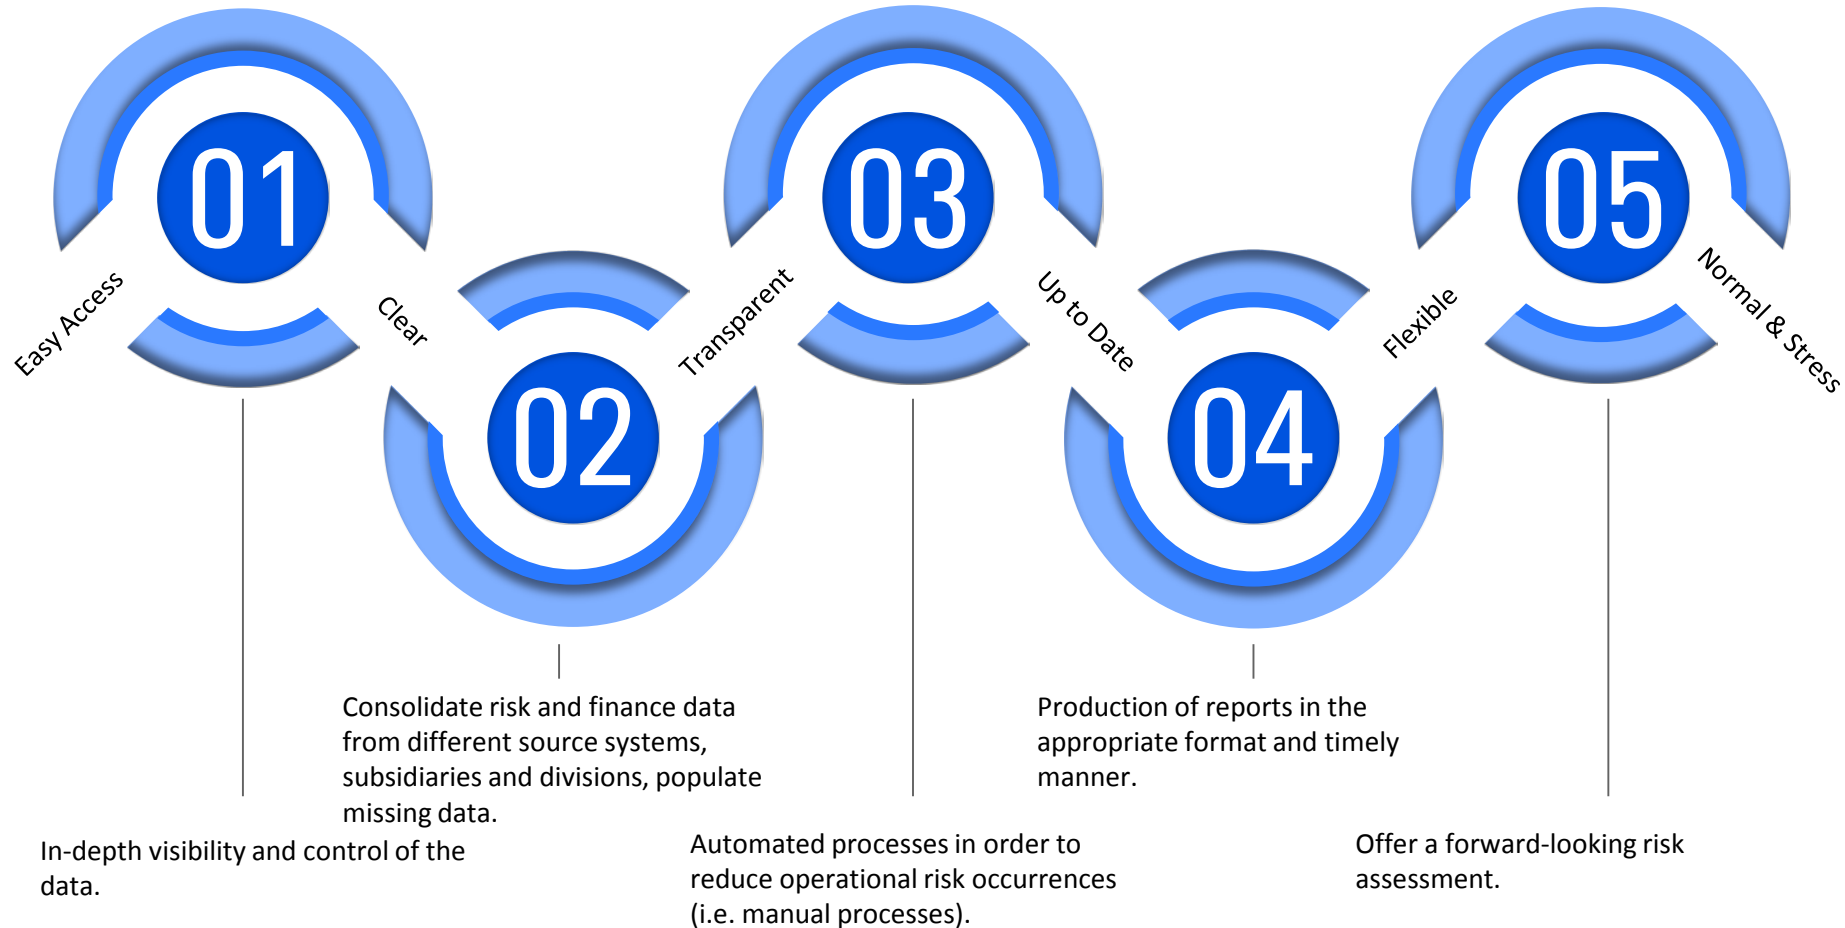 01
02
03
04
05
Easy Access
Clear
Transparent
Up to Date
Flexible
Normal & Stress
In-depth visibility and control of the
data.
Consolidate risk and finance data
from different source systems,
subsidiaries and divisions, populate
missing data.
Automated processes in order to
reduce operational risk occurrences
(i.e. manual processes).
Production of reports in the
appropriate format and timely
manner.
Offer a forward-looking risk
assessment.